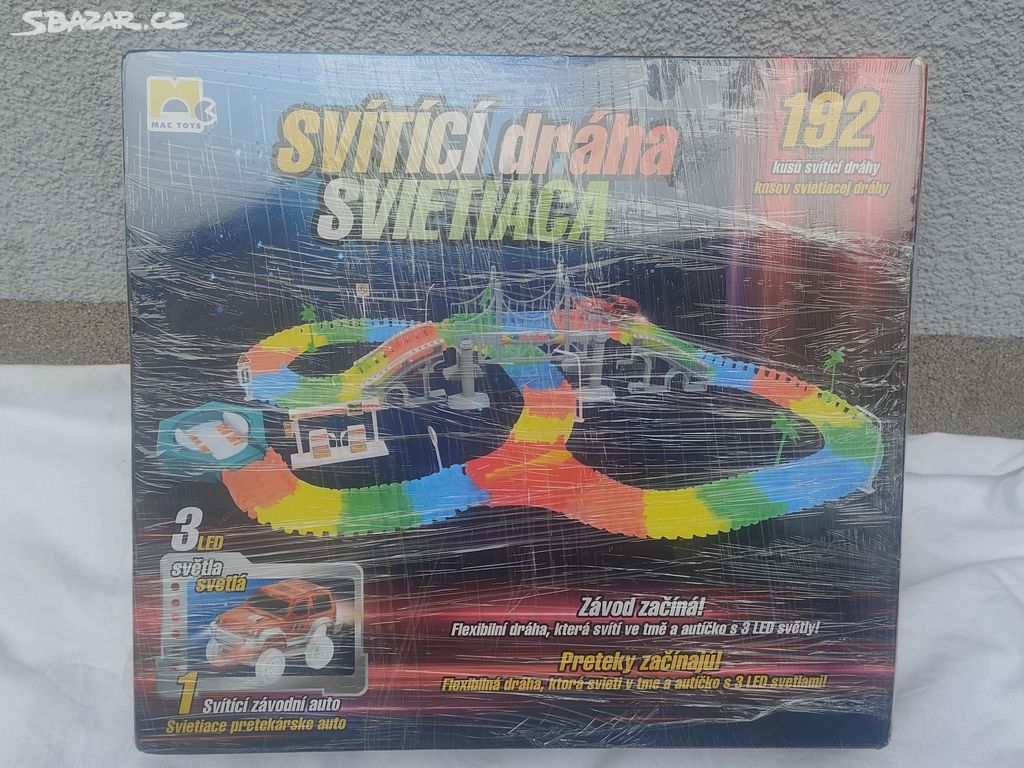 SBAZAR.CZ
MAC TOYS
SVÍTÍCÍ dráha
SVIETIACA
192
kusů svítící dráhy
kusov svietiacej dráhy
3 LED
světla
svetlá
1 Svítící závodní auto
Svietiace pretekárske auto
Závod začíná!
Flexibilní dráha, která svítí ve tmě a autíčko s 3 LED světly!
Preteky začínajú!
Flexibilná dráha, ktorá svieti v tme a autíčko s 3 LED svetlami!